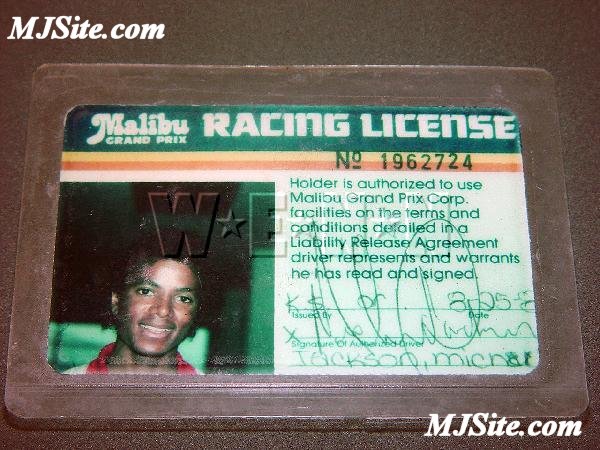 MJSite.com
Malibu
GRAND PRIX
RACING LICENSE
No 1962724
Holder is authorized to use
Malibu Grand Prix Corp.
facilities on the terms and
conditions detailed in a
Liability Release Agreement
driver represents and warrants
he has read and signed.
Issued By Date
X
Signature Of Authorized Driver
Jackson, Michael
MJSite.com